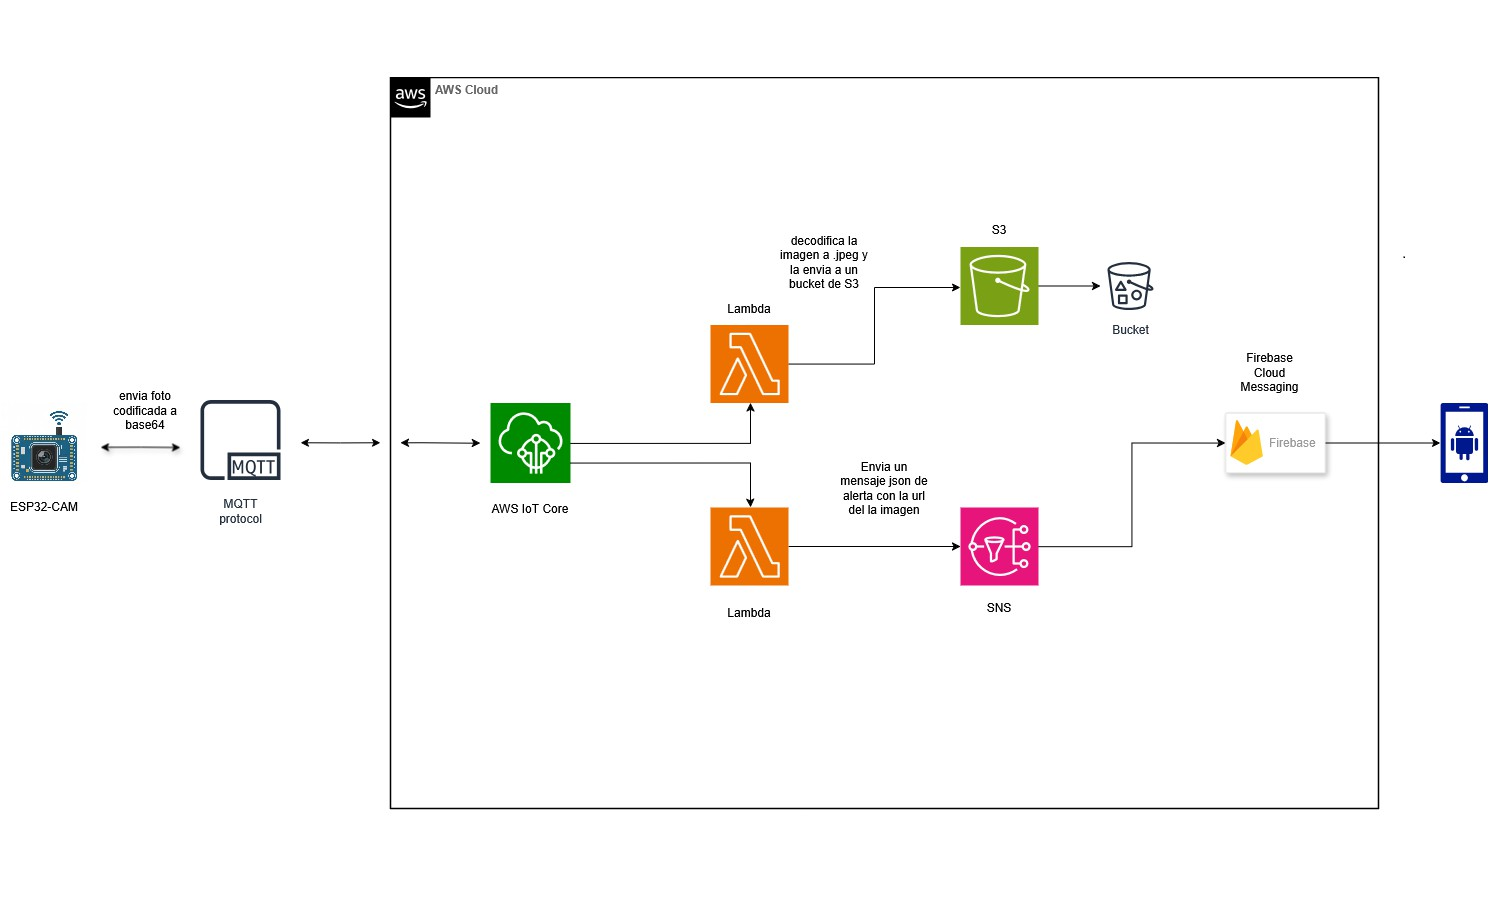 aws
AWS Cloud
S3
decodifica la
imagen a .jpeg y
la envia a un
bucket de S3
Lambda
Bucket
Firebase
Cloud
Messaging
envia foto
codificada a
base64
Firebase
MQTT
Envia un
mensaje json de
alerta con la url
del la imagen
ESP32-CAM
MQTT
protocol
AWS IoT Core
SNS
Lambda